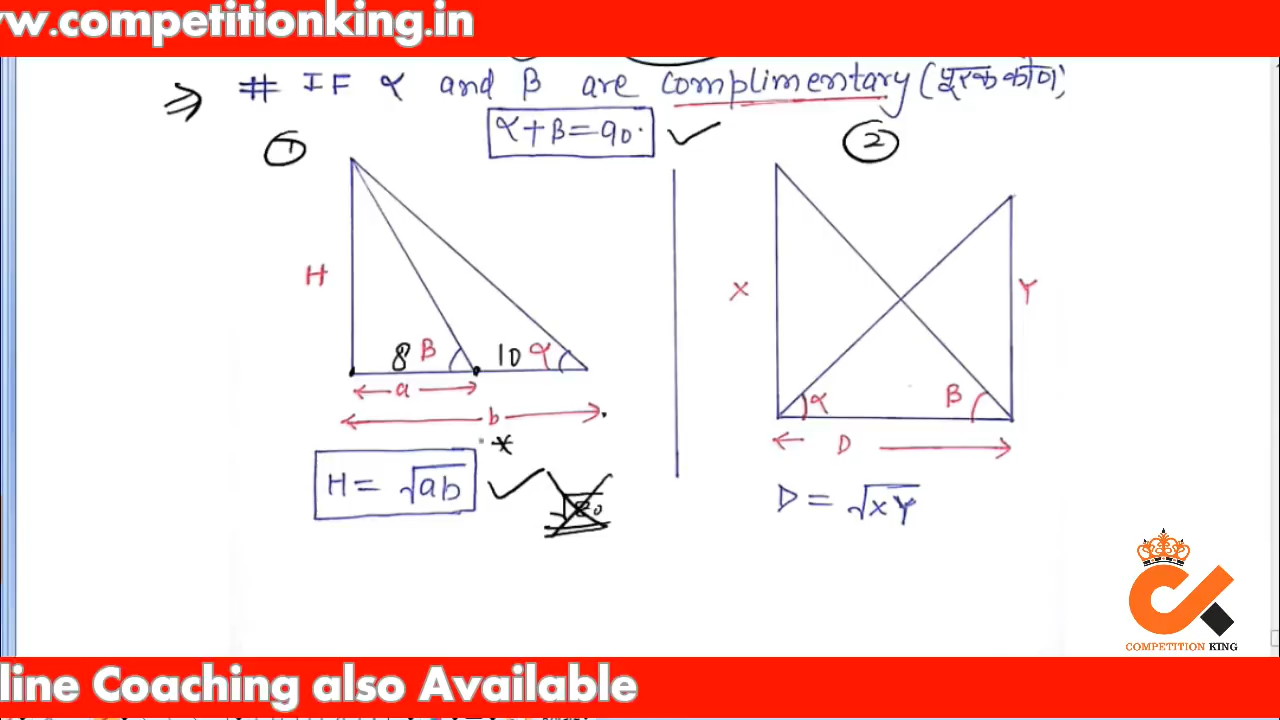 ww.competitionking.in
⇒ # IF α and β are complimentary (पूरक कोण,
α+β=90° ✓
① ②
H X Y
8 β 10 α
a
α β
b
D
*
H = √ab ✓
D = √XY
COMPETITION KING
line Coaching also Available